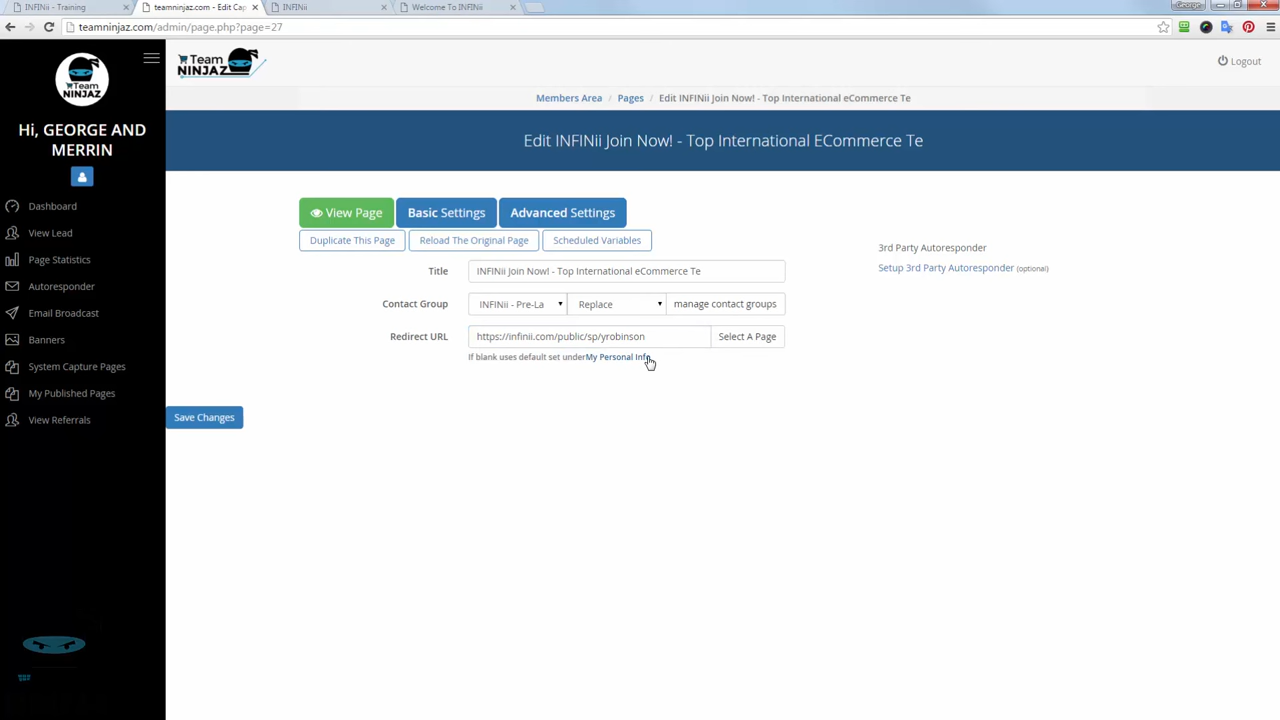 INFINii - Training
teamninjaz.com - Edit Cap
INFINii
Welcome To INFINii
George
teamninjaz.com/admin/page.php?page=27
Team
NINJAZ
Team
NINJAZ
Logout
Members Area / Pages / Edit INFINii Join Now! - Top International eCommerce Te
Hi, GEORGE AND
MERRIN
Edit INFINii Join Now! - Top International ECommerce Te
Dashboard
View Lead
Page Statistics
Autoresponder
Email Broadcast
Banners
System Capture Pages
My Published Pages
View Referrals
View Page
Basic Settings
Advanced Settings
Duplicate This Page
Reload The Original Page
Scheduled Variables
Title
INFINii Join Now! - Top International eCommerce Te
Contact Group
INFINii - Pre-La
Replace
manage contact groups
Redirect URL
https://infinii.com/public/sp/yrobinson
Select A Page
If blank uses default set underMy Personal Info
3rd Party Autoresponder
Setup 3rd Party Autoresponder (optional)
Save Changes